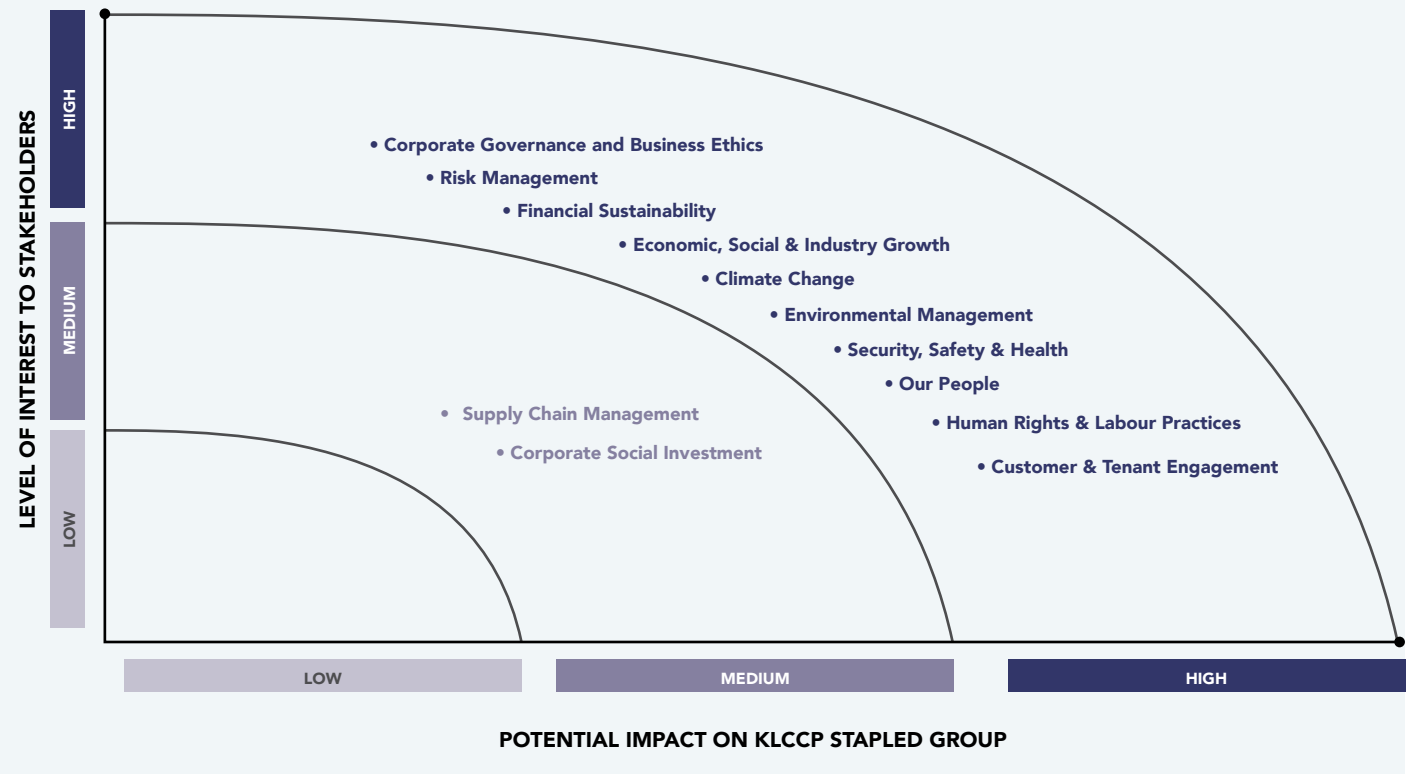 LEVEL OF INTEREST TO STAKEHOLDERS
HIGH
MEDIUM
LOW
• Corporate Governance and Business Ethics
• Risk Management
• Financial Sustainability
• Economic, Social & Industry Growth
• Climate Change
• Environmental Management
• Security, Safety & Health
• Our People
• Human Rights & Labour Practices
• Customer & Tenant Engagement
• Supply Chain Management
• Corporate Social Investment
LOW
MEDIUM
HIGH
POTENTIAL IMPACT ON KLCCP STAPLED GROUP